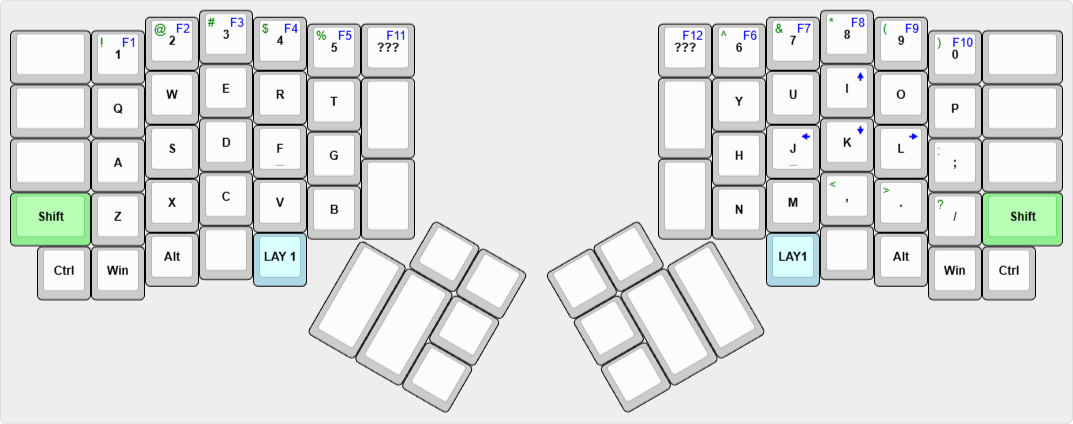 ! F1
1
@ F2
2
# F3
3
$ F4
4
% F5
5
F11
???
F12
???
^ F6
6
& F7
7
* F8
8
( F9
9
) F10
0
Q
W
E
R
T
Y
U
I
O
P
A
S
D
F
_
G
H
J
_
K
L
:
;
Shift
Z
X
C
V
B
N
M
<
,
>
.
?
/
Shift
Ctrl
Win
Alt
LAY 1
LAY1
Alt
Win
Ctrl